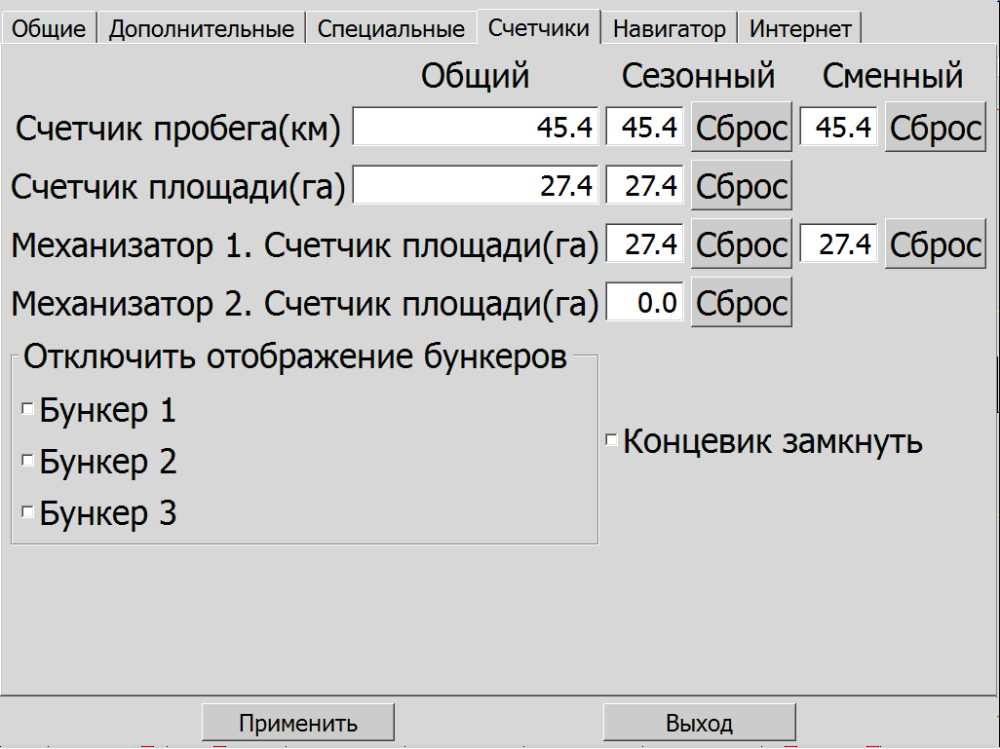 Общие Дополнительные Специальные Счетчики Навигатор Интернет
Общий Сезонный Сменный
Счетчик пробега(км) 45.4 45.4 Сброс 45.4 Сброс
Счетчик площади(га) 27.4 27.4 Сброс
Механизатор 1. Счетчик площади(га) 27.4 Сброс 27.4 Сброс
Механизатор 2. Счетчик площади(га) 0.0 Сброс
Отключить отображение бункеров
Бункер 1
Концевик замкнуть
Бункер 2
Бункер 3
Применить Выход